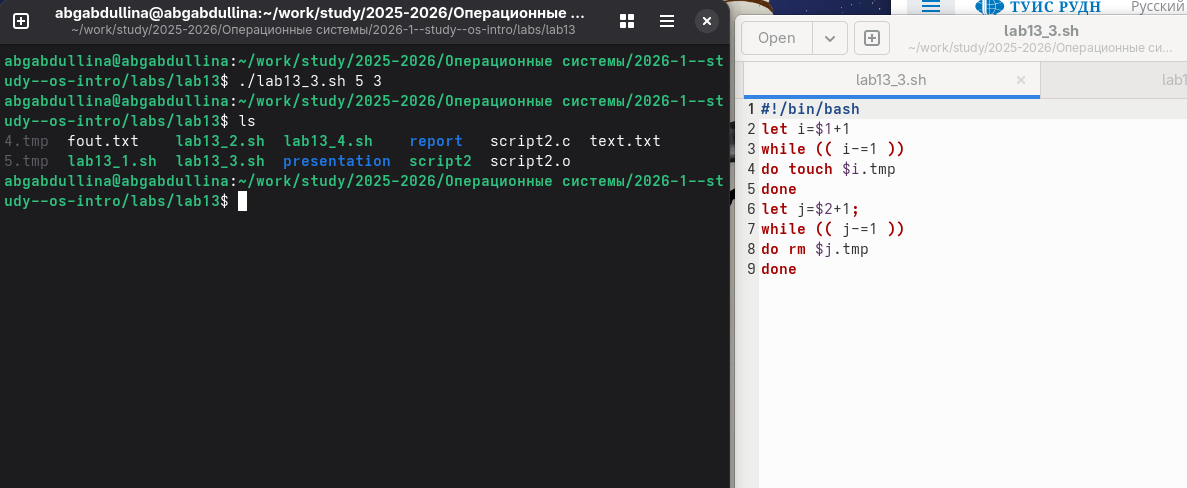 abgabdullina@abgabdullina:~/work/study/2025-2026/Операционные ...
~/work/study/2025-2026/Операционные системы/2026-1--study--os-intro/labs/lab13
abgabdullina@abgabdullina:~/work/study/2025-2026/Операционные системы/2026-1--st
udy--os-intro/labs/lab13$ ./lab13_3.sh 5 3
abgabdullina@abgabdullina:~/work/study/2025-2026/Операционные системы/2026-1--st
udy--os-intro/labs/lab13$ ls
4.tmp  fout.txt    lab13_2.sh  lab13_4.sh    report   script2.c  text.txt
5.tmp  lab13_1.sh  lab13_3.sh  presentation  script2  script2.o
abgabdullina@abgabdullina:~/work/study/2025-2026/Операционные системы/2026-1--st
udy--os-intro/labs/lab13$
ТУИС РУДН
Русский
Open
lab13_3.sh
~/work/study/2025-2026/Операционные си...
lab13_3.sh
lab1
1 #!/bin/bash
2 let i=$1+1
3 while (( i-=1 ))
4 do touch $i.tmp
5 done
6 let j=$2+1;
7 while (( j-=1 ))
8 do rm $j.tmp
9 done